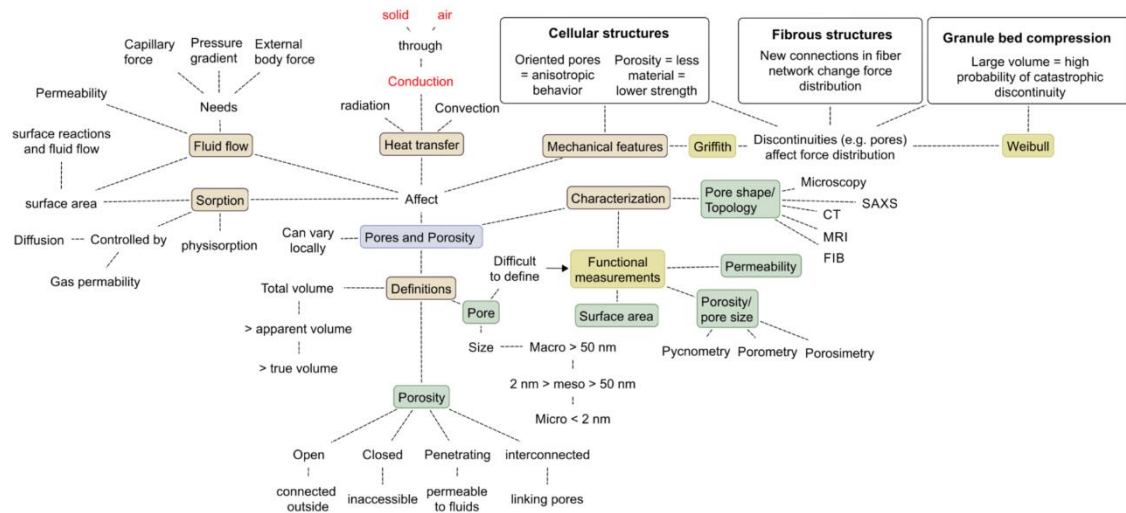 solid
air
through
Conduction
radiation
Convection
Heat transfer
Capillary
force
Pressure
gradient
External
body force
Permeability
Needs
surface reactions
and fluid flow
Fluid flow
surface area
Sorption
Diffusion
Controlled by
physisorption
Gas permability
Affect
Cellular structures
Oriented pores
= anisotropic
behavior
Porosity = less
material =
lower strength
Fibrous structures
New connections in fiber
network change force
distribution
Granule bed compression
Large volume = high
probability of catastrophic
discontinuity
Mechanical features
Griffith
Discontinuities (e.g. pores)
affect force distribution
Weibull
Characterization
Pore shape/
Topology
Microscopy
SAXS
CT
MRI
FIB
Can vary
locally
Pores and Porosity
Difficult
to define
Functional
measurements
Permeability
Surface area
Porosity/
pore size
Pycnometry
Porometry
Porosimetry
Total volume
> apparent volume
> true volume
Definitions
Pore
Size
Macro > 50 nm
2 nm > meso > 50 nm
Micro < 2 nm
Porosity
Open
Closed
Penetrating
interconnected
connected
outside
inaccessible
permeable
to fluids
linking pores